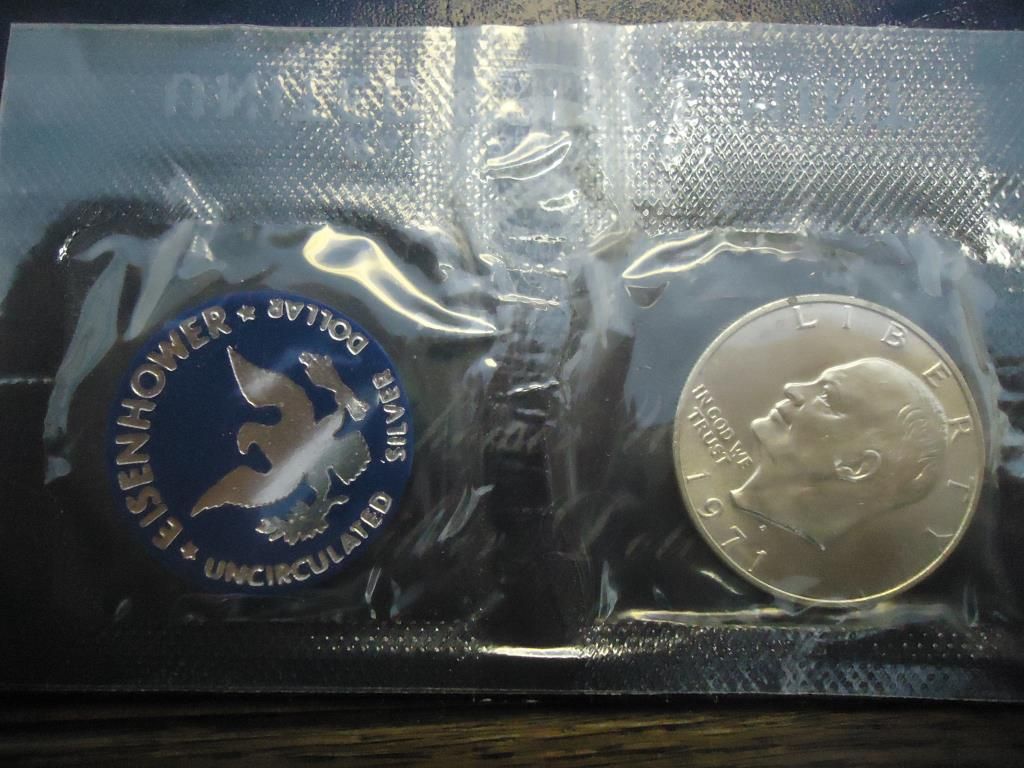 EISENHOWER ★ DOLLAR
SILVER
UNCIRCULATED ★
LIBERTY
IN GOD WE
TRUST
1971